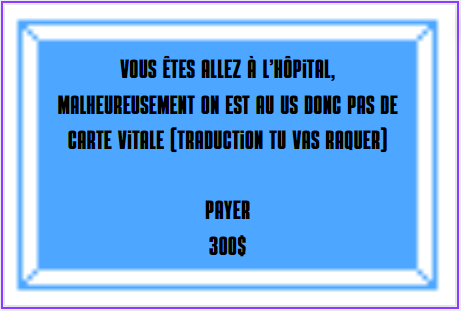 VOUS ÊTES ALLEZ À L'HÔPiTAL,
MALHEUREUSEMENT ON EST AU US DONC PAS DE
CARTE ViTALE (TRADUCTiON TU VAS RAQUER)
PAYER
300$